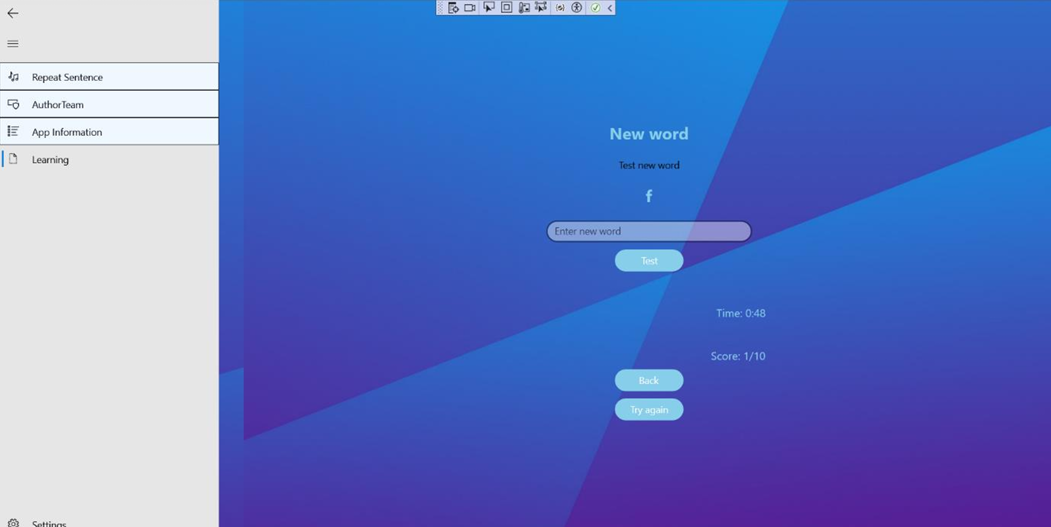 Repeat Sentence
AuthorTeam
App Information
Learning
Settings
New word
Test new word
f
Enter new word
Test
Time: 0:48
Score: 1/10
Back
Try again